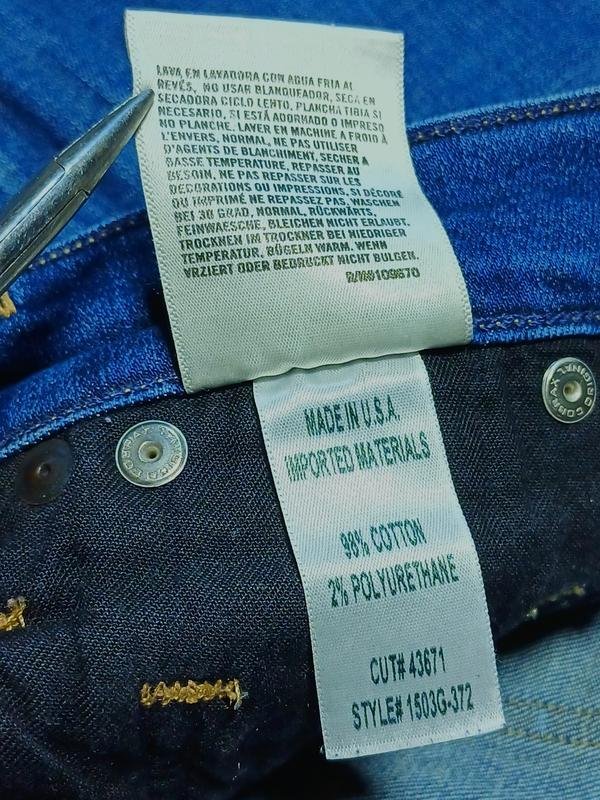 LAVA EN LAVADORA CON AGUA FRIA AL
REVÉS, NO USAR BLANQUEADOR, SECA EN
SECADORA CICLO LENTO, PLANCHA TIBIA SI
NECESARIO, SI ESTÁ ADORNADO O IMPRESO
NO PLANCHE. LAVER EN MACHINE A FROID À
L'ENVERS, NORMAL, NE PAS UTILISER
D'AGENTS DE BLANCHIMENT, SECHER A
BASSE TEMPERATURE, REPASSER AU
BESOIN, NE PAS REPASSER SUR LES
DECORATIONS OU IMPRESSIONS, SI DÉCORÉ
OU IMPRIMÉ NE REPASSEZ PAS. WASCHEN
BEI 30 GRAD, NORMAL, RÜCKWÄRTS,
FEINWAESCHE, BLEICHEN NICHT ERLAUBT.
TROCKNEN IM TROCKNER BEI NIEDRIGER
TEMPERATUR, BÜGELN WARM. WENN
VRZIERT ODER BEDRUCKT NICHT BULGEN.
R/N#109670
MADE IN U.S.A.
IMPORTED MATERIALS
98% COTTON
2% POLYURETHANE
CUT# 43671
STYLE# 1503G-372